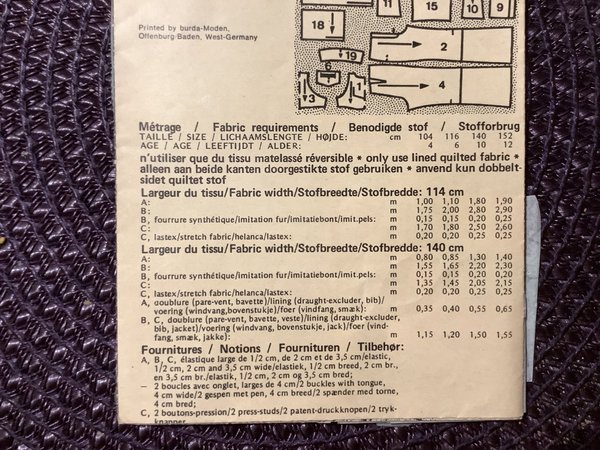 11
15
10
9
18
2
19
3
1
4
Printed by burda-Moden,
Offenburg/Baden, West-Germany
Métrage / Fabric requirements / Benodigde stof / Stofforbrug
TAILLE / SIZE / LICHAAMSLENGTE / HØJDE: cm 104 116 140 152
AGE / AGE / LEEFTIJDT / ALDER: 4 6 10 12
n'utiliser que du tissu matelassé réversible * only use lined quilted fabric *
alleen aan beide kanten doorgestikte stof gebruiken * anvend kun dobbelt-
sidet quiltet stof
Largeur du tissu/Fabric width/Stofbreedte/Stofbredde: 114 cm
A: m 1,00 1,10 1,80 1,90
B: m 1,75 2,00 2,80 2,90
B, fourrure synthétique/imitation fur/imitatiebont/imit.pels: m 0,15 0,15 0,20 0,25
C: m 1,70 1,80 2,50 2,60
C, lastex/stretch fabric/helanca/lastex: m 0,20 0,20 0,25 0,25
Largeur du tissu/Fabric width/Stofbreedte/Stofbredde: 140 cm
A: m 0,80 0,85 1,30 1,40
B: m 1,55 1,65 2,20 2,30
B, fourrure synthétique/imitation fur/imitatiebont/imit.pels: m 0,15 0,15 0,20 0,20
C: m 1,35 1,45 2,05 2,15
C, lastex/stretch fabric/helanca/lastex: m 0,20 0,20 0,25 0,25
A, doublure (pare-vent, bavette)/lining (draught-excluder, bib)/
voering (windvang,bovenstukje)/foer (vindfang, smæk): m 0,35 0,40 0,55 0,65
B, C, doublure (pare-vent, bavette, veste)/lining (draught-excluder,
bib, jacket)/voering (windvang, bovenstukje, jack)/foer (vind-
fang, smæk, jakke): m 1,15 1,20 1,50 1,55
Fournitures / Notions / Fournituren / Tilbehør:
A, B, C, élastique large de 1/2 cm, de 2 cm et de 3,5 cm/elastic,
1/2 cm, 2 cm and 3,5 cm wide/elastiek, 1/2 cm breed, 2 cm br.,
en 3,5 cm br./elastik, 1/2 cm, 2 cm og 3,5 cm bred;
— 2 boucles avec onglet, larges de 4 cm/2 buckles with tongue,
4 cm wide/2 gespen met pen, 4 cm breed/2 spænder med torne,
4 cm bred;
C, 2 boutons-pression/2 press-studs/2 patent-druckknopen/2 tryk-
knapper